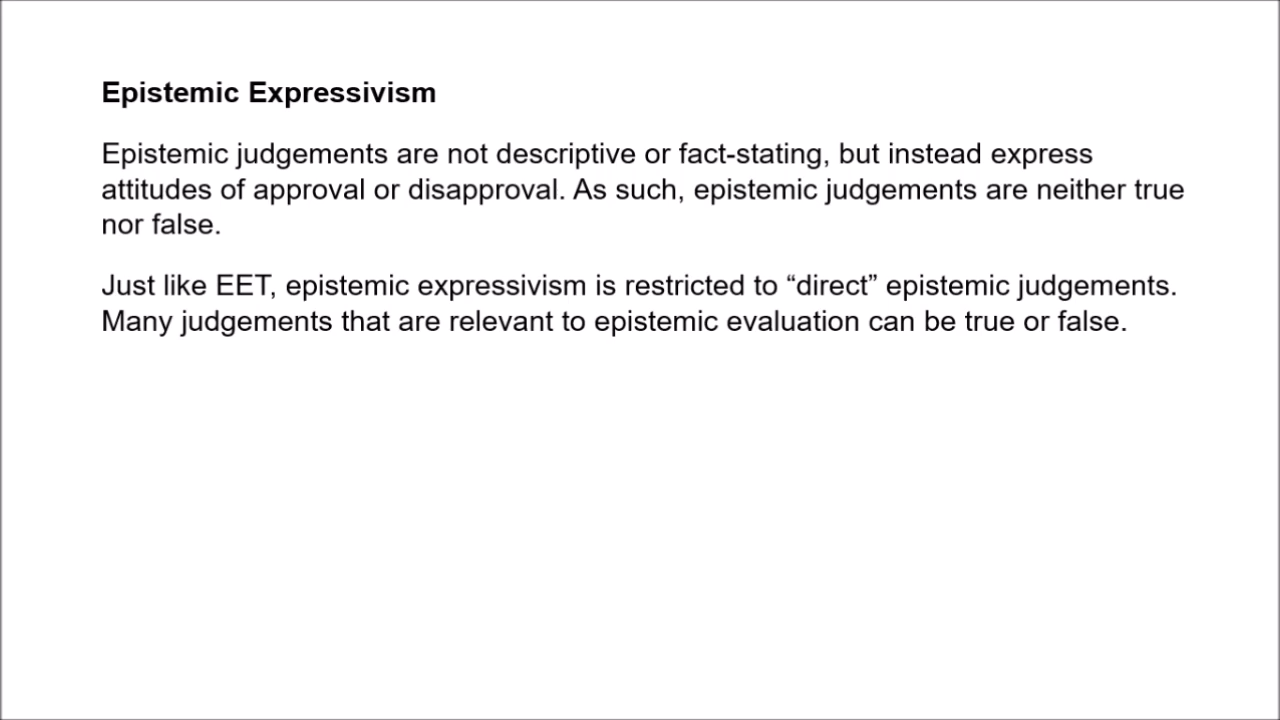 Epistemic Expressivism
Epistemic judgements are not descriptive or fact-stating, but instead express
attitudes of approval or disapproval. As such, epistemic judgements are neither true
nor false.
Just like EET, epistemic expressivism is restricted to “direct” epistemic judgements.
Many judgements that are relevant to epistemic evaluation can be true or false.